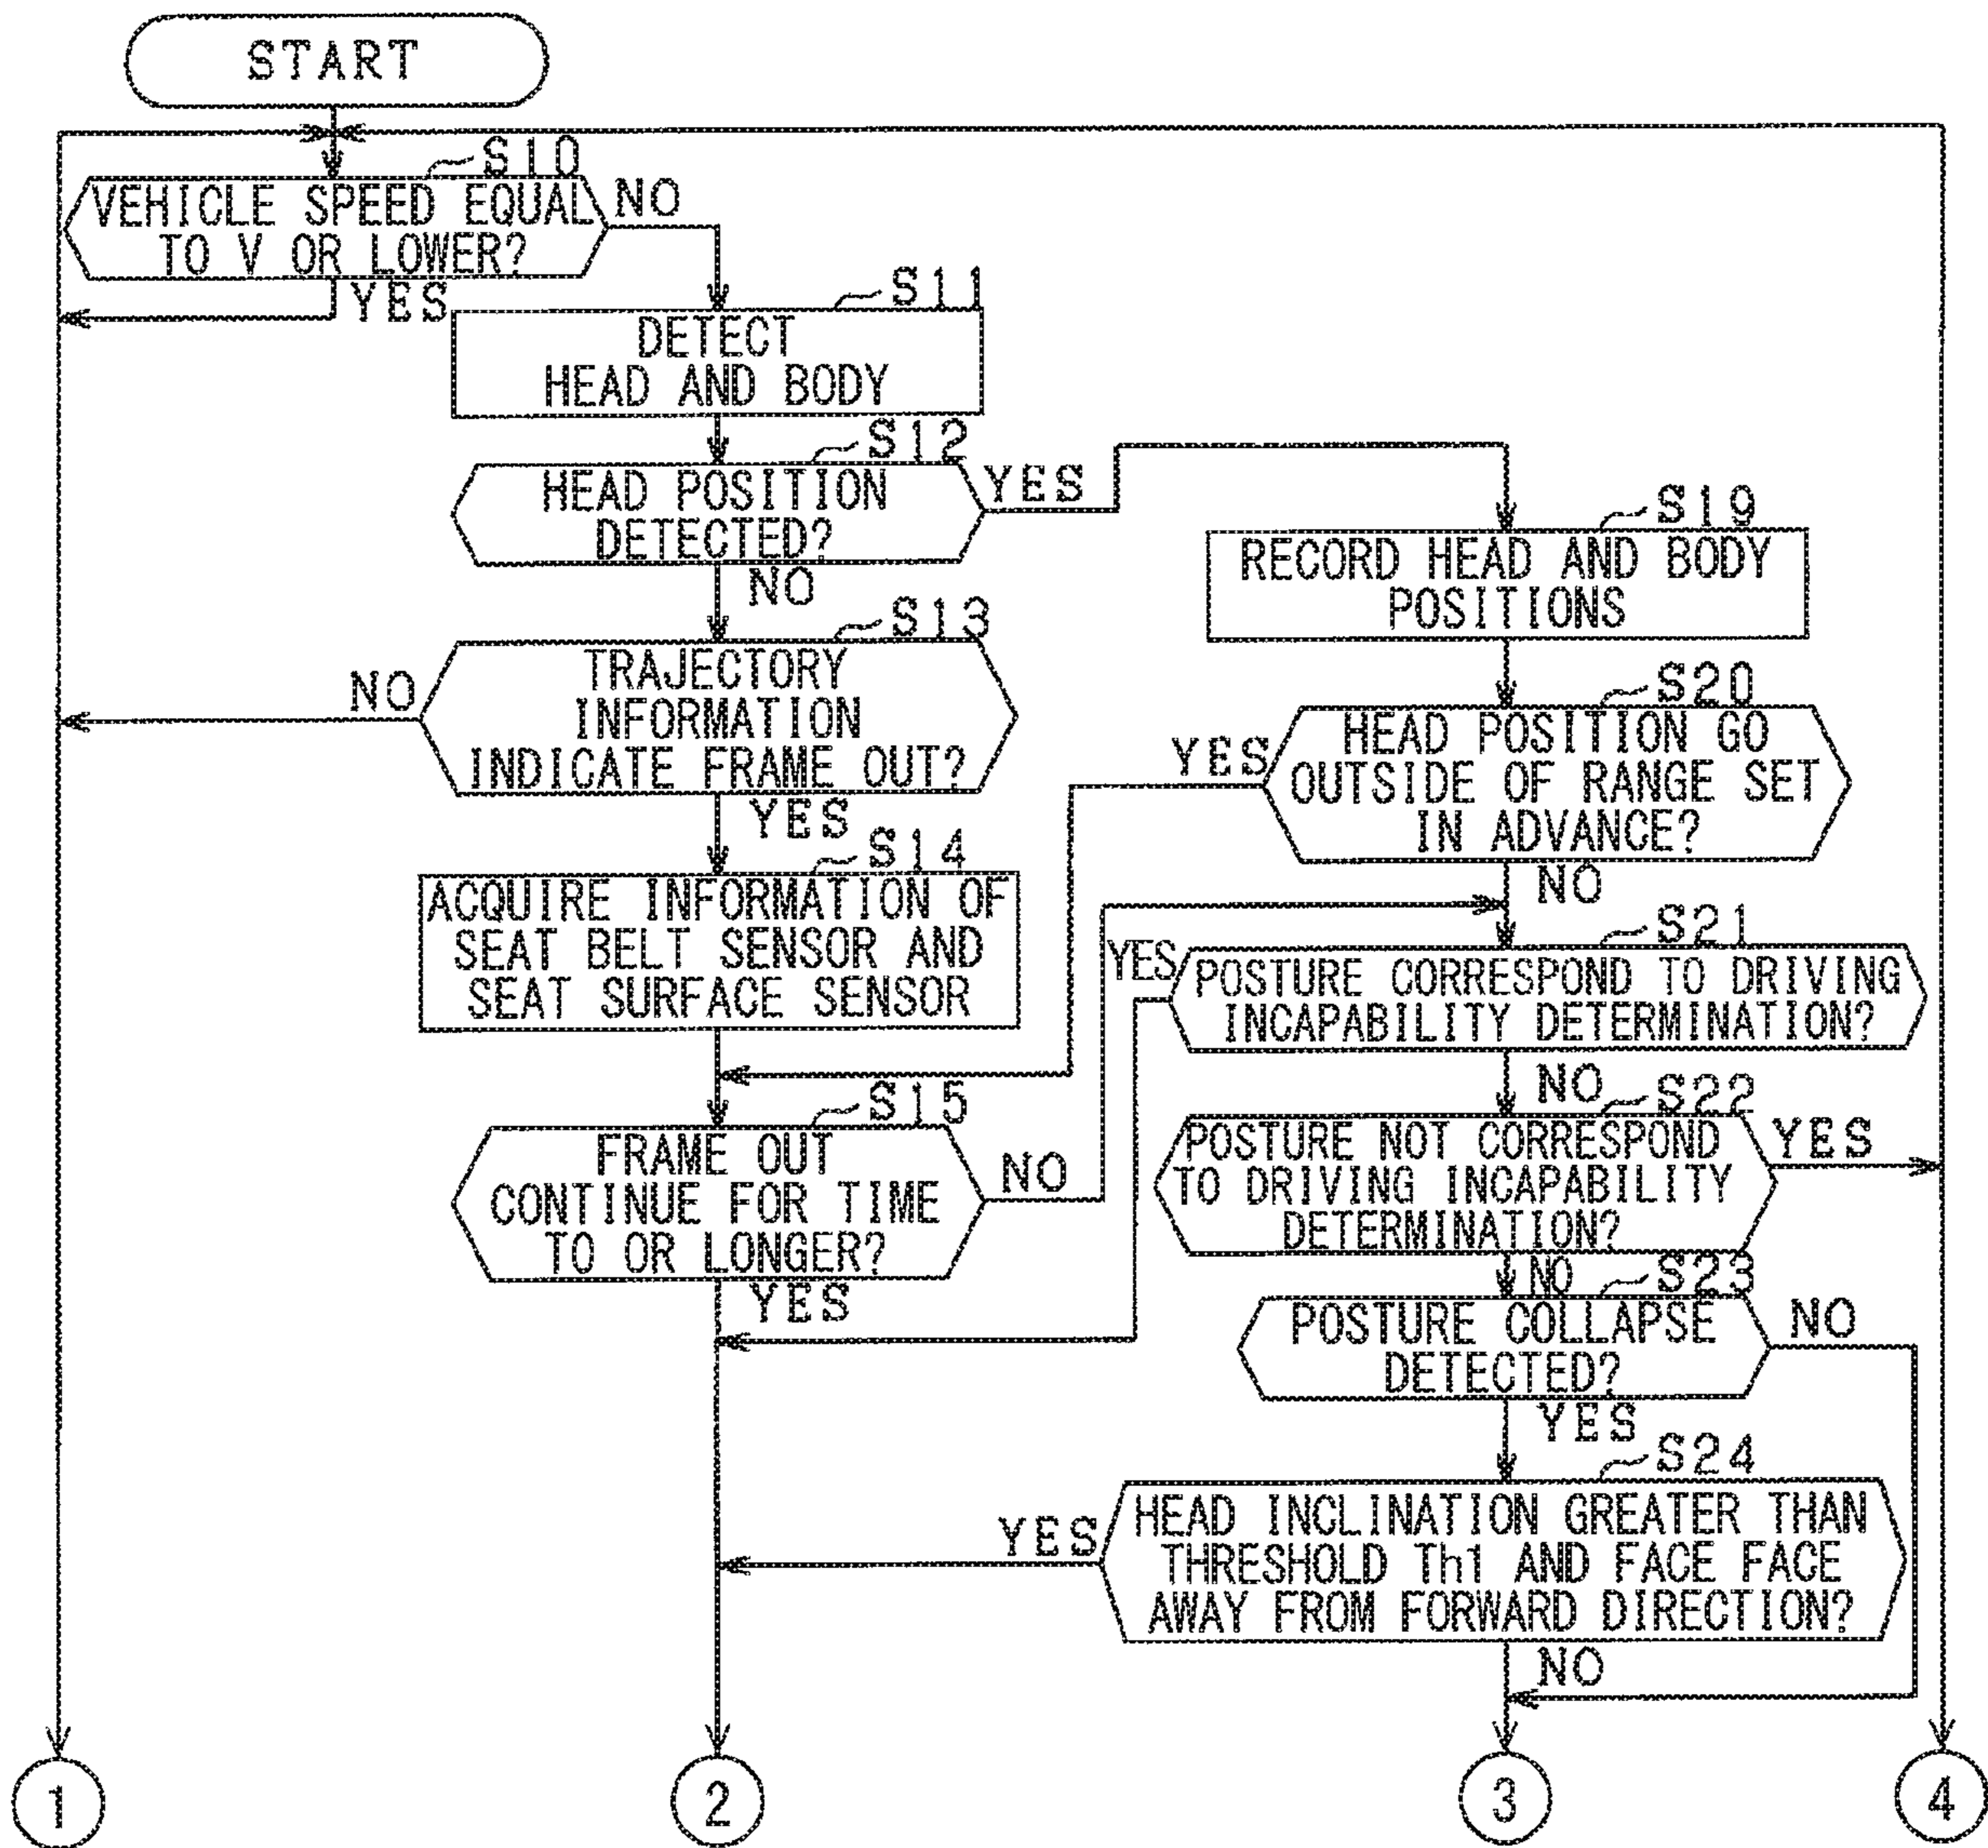 START
S10
VEHICLE SPEED EQUAL
TO V OR LOWER?
NO
YES
S11
DETECT
HEAD AND BODY
S12
HEAD POSITION
DETECTED?
YES
NO
S13
TRAJECTORY
INFORMATION
INDICATE FRAME OUT?
NO
YES
S14
ACQUIRE INFORMATION OF
SEAT BELT SENSOR AND
SEAT SURFACE SENSOR
S15
FRAME OUT
CONTINUE FOR TIME
TO OR LONGER?
NO
YES
S19
RECORD HEAD AND BODY
POSITIONS
S20
HEAD POSITION GO
OUTSIDE OF RANGE SET
IN ADVANCE?
YES
NO
S21
POSTURE CORRESPOND TO DRIVING
INCAPABILITY DETERMINATION?
YES
NO
S22
POSTURE NOT CORRESPOND
TO DRIVING INCAPABILITY
DETERMINATION?
YES
NO
S23
POSTURE COLLAPSE
DETECTED?
NO
YES
S24
HEAD INCLINATION GREATER THAN
THRESHOLD Th1 AND FACE FACE
AWAY FROM FORWARD DIRECTION?
YES
NO
1
2
3
4